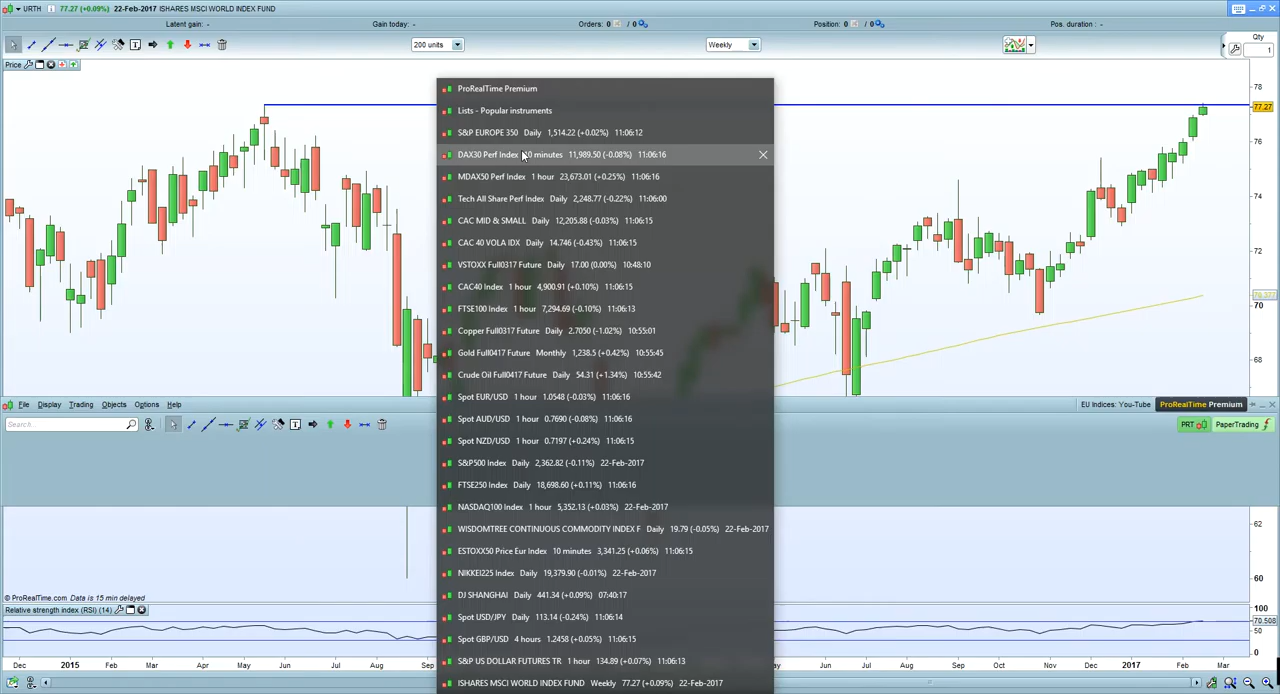 URTH 77.27 (+0.09%) 22-Feb-2017 ISHARES MSCI WORLD INDEX FUND
Latent gain: - Gain today: - Orders: 0 / 0 Position: 0 / 0 Pos. duration : -
200 units Weekly Qty
1
Price
ProRealTime Premium
Lists - Popular instruments
S&P EUROPE 350 Daily 1,514.22 (+0.02%) 11:06:12
DAX30 Perf Index 10 minutes 11,989.50 (-0.08%) 11:06:16
MDAX50 Perf Index 1 hour 23,673.01 (+0.25%) 11:06:16
Tech All Share Perf Index Daily 2,248.77 (-0.22%) 11:06:00
CAC MID & SMALL Daily 12,205.88 (-0.03%) 11:06:15
CAC 40 VOLA IDX Daily 14.746 (-0.43%) 11:06:15
VSTOXX Full0317 Future Daily 17.00 (0.00%) 10:48:10
CAC40 Index 1 hour 4,900.91 (+0.10%) 11:06:15
FTSE100 Index 1 hour 7,294.69 (-0.10%) 11:06:13
Copper Full0317 Future Daily 2.7050 (-1.02%) 10:55:01
Gold Full0417 Future Monthly 1,238.5 (+0.42%) 10:55:45
Crude Oil Full0417 Future Daily 54.31 (+1.34%) 10:55:42
Spot EUR/USD 1 hour 1.0548 (-0.03%) 11:06:16
Spot AUD/USD 1 hour 0.7690 (-0.08%) 11:06:16
Spot NZD/USD 1 hour 0.7197 (+0.24%) 11:06:15
S&P500 Index Daily 2,362.82 (-0.11%) 22-Feb-2017
FTSE250 Index Daily 18,698.60 (+0.11%) 11:06:16
NASDAQ100 Index 1 hour 5,352.13 (+0.03%) 22-Feb-2017
WISDOMTREE CONTINUOUS COMMODITY INDEX F Daily 19.79 (-0.05%) 22-Feb-2017
ESTOXX50 Price Eur Index 10 minutes 3,341.25 (+0.06%) 11:06:15
NIKKEI225 Index Daily 19,379.90 (-0.01%) 22-Feb-2017
DJ SHANGHAI Daily 441.34 (+0.09%) 07:40:17
Spot USD/JPY Daily 113.14 (-0.24%) 11:06:14
Spot GBP/USD 4 hours 1.2458 (+0.05%) 11:06:15
S&P US DOLLAR FUTURES TR 1 hour 134.89 (+0.07%) 11:06:13
ISHARES MSCI WORLD INDEX FUND Weekly 77.27 (+0.09%) 22-Feb-2017
78
77.27
76
74
72
70
68
File Display Trading Objects Options Help EU Indices: You-Tube ProRealTime Premium
Search... PRT PaperTrading
62
60
© ProRealTime.com Data is 15 min delayed
Relative strength index (RSI) (14)
100
70.508
50
0
Dec 2015 Feb Mar Apr May Jun Jul Aug Sep Jun Jul Aug Sep Oct Nov Dec 2017 Feb Mar